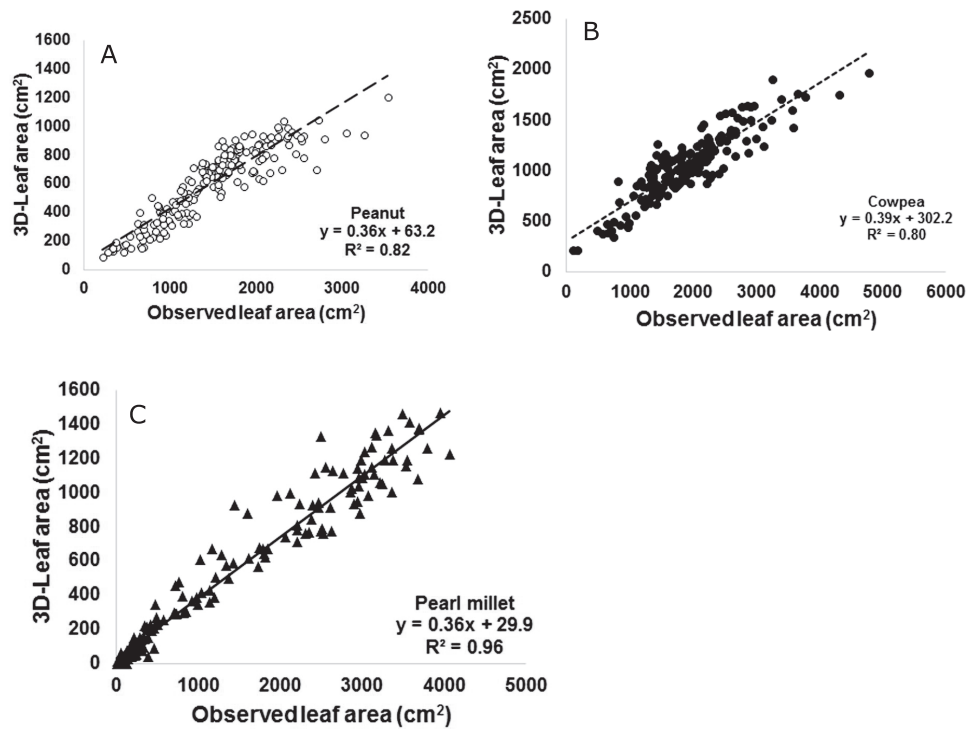 A
1600
1400
1200
1000
800
600
400
200
0
3D-Leaf area (cm²)
Peanut
y = 0.36x + 63.2
R² = 0.82
0 1000 2000 3000 4000
Observed leaf area (cm²)
B
2500
2000
1500
1000
500
0
3D-Leaf area (cm²)
Cowpea
y = 0.39x + 302.2
R² = 0.80
0 1000 2000 3000 4000 5000 6000
Observed leaf area (cm²)
C
1600
1400
1200
1000
800
600
400
200
0
3D-Leaf area (cm²)
Pearl millet
y = 0.36x + 29.9
R² = 0.96
0 1000 2000 3000 4000 5000
Observed leaf area (cm²)